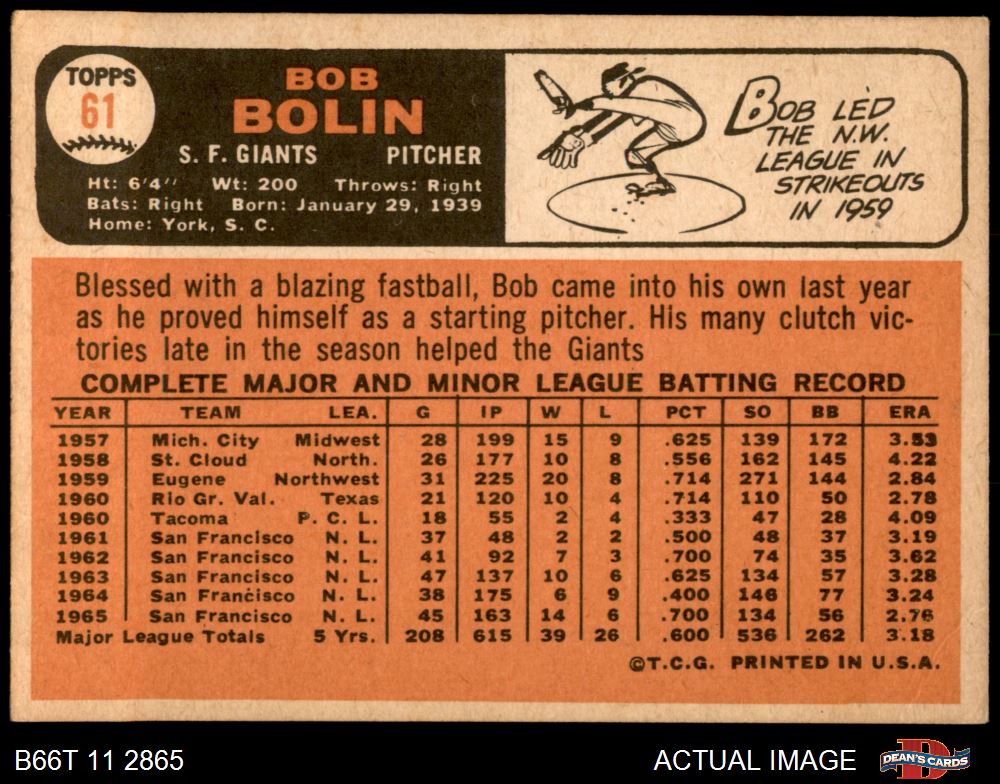 TOPPS
61
BOB
BOLIN
S. F. GIANTS PITCHER
Ht: 6'4" Wt: 200 Throws: Right
Bats: Right Born: January 29, 1939
Home: York, S. C.
BOB LED
THE N.W.
LEAGUE IN
STRIKEOUTS
IN 1959
Blessed with a blazing fastball, Bob came into his own last year
as he proved himself as a starting pitcher. His many clutch vic-
tories late in the season helped the Giants
COMPLETE MAJOR AND MINOR LEAGUE BATTING RECORD
YEAR TEAM LEA. G IP W L PCT SO BB ERA
1957 Mich. City Midwest 28 199 15 9 .625 139 172 3.53
1958 St. Cloud North. 26 177 10 8 .556 162 145 4.22
1959 Eugene Northwest 31 225 20 8 .714 271 144 2.84
1960 Rio Gr. Val. Texas 21 120 10 4 .714 110 50 2.78
1960 Tacoma P. C. L. 18 55 2 4 .333 47 28 4.09
1961 San Francisco N. L. 37 48 2 2 .500 48 37 3.19
1962 San Francisco N. L. 41 92 7 3 .700 74 35 3.62
1963 San Francisco N. L. 47 137 10 6 .625 134 57 3.28
1964 San Francisco N. L. 38 175 6 9 .400 146 77 3.24
1965 San Francisco N. L. 45 163 14 6 .700 134 56 2.76
Major League Totals 5 Yrs. 208 615 39 26 .600 536 262 3.18
©T.C.G. PRINTED IN U.S.A.
B66T 11 2865 ACTUAL IMAGE
DEAN'S CARDS